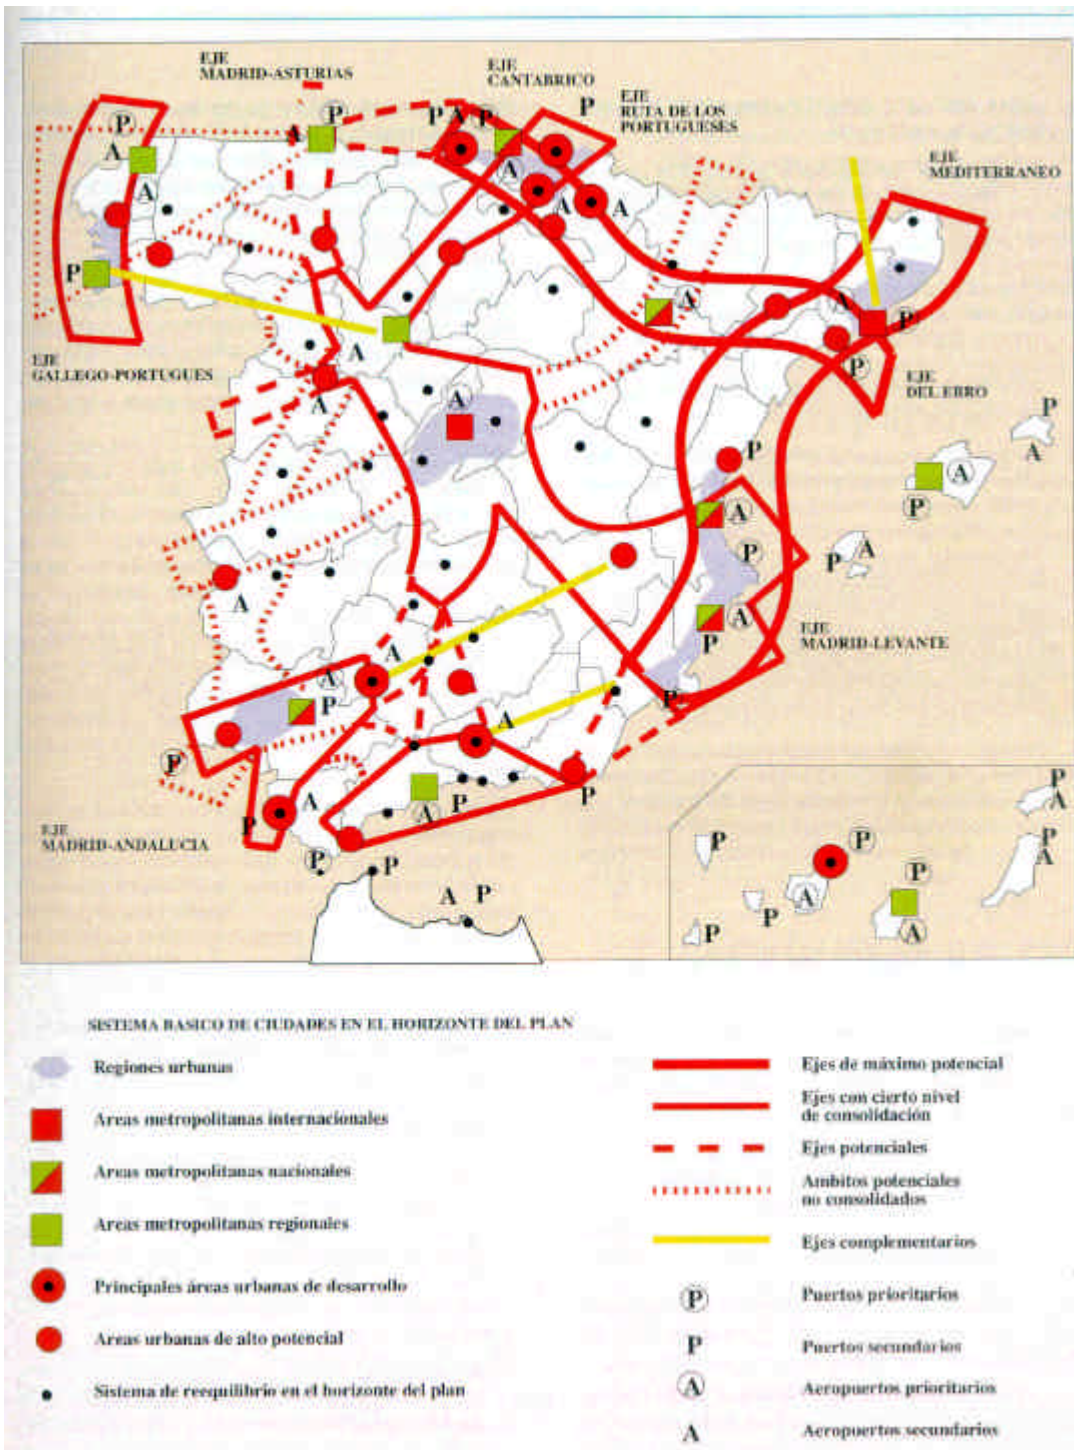 EJE
MADRID-ASTURIAS
EJE
CANTABRICO
EJE
RUTA DE LOS
PORTUGUESES
EJE
MEDITERRANEO
EJE
GALLEGO-PORTUGUES
EJE
DEL EBRO
EJE
MADRID-LEVANTE
EJE
MADRID-ANDALUCIA
P
A
A
P
P
A
P
A
P
A
P
A
A
A
A
A
A
P
P
A
P
A
P
A
P
P
A
P
A
P
A
P
P
A
A
P
P
A
A
P
P
A
P
P
P
A
P
P
A
P
A
P
P
A
P
A
P
A
P
P
SISTEMA BASICO DE CIUDADES EN EL HORIZONTE DEL PLAN
Regiones urbanas
Areas metropolitanas internacionales
Areas metropolitanas nacionales
Areas metropolitanas regionales
Principales áreas urbanas de desarrollo
Areas urbanas de alto potencial
Sistema de reequilibrio en el horizonte del plan
Ejes de máximo potencial
Ejes con cierto nivel
de consolidación
Ejes potenciales
Ambitos potenciales
no consolidados
Ejes complementarios
P Puertos prioritarios
P Puertos secundarios
A Aeropuertos prioritarios
A Aeropuertos secundarios